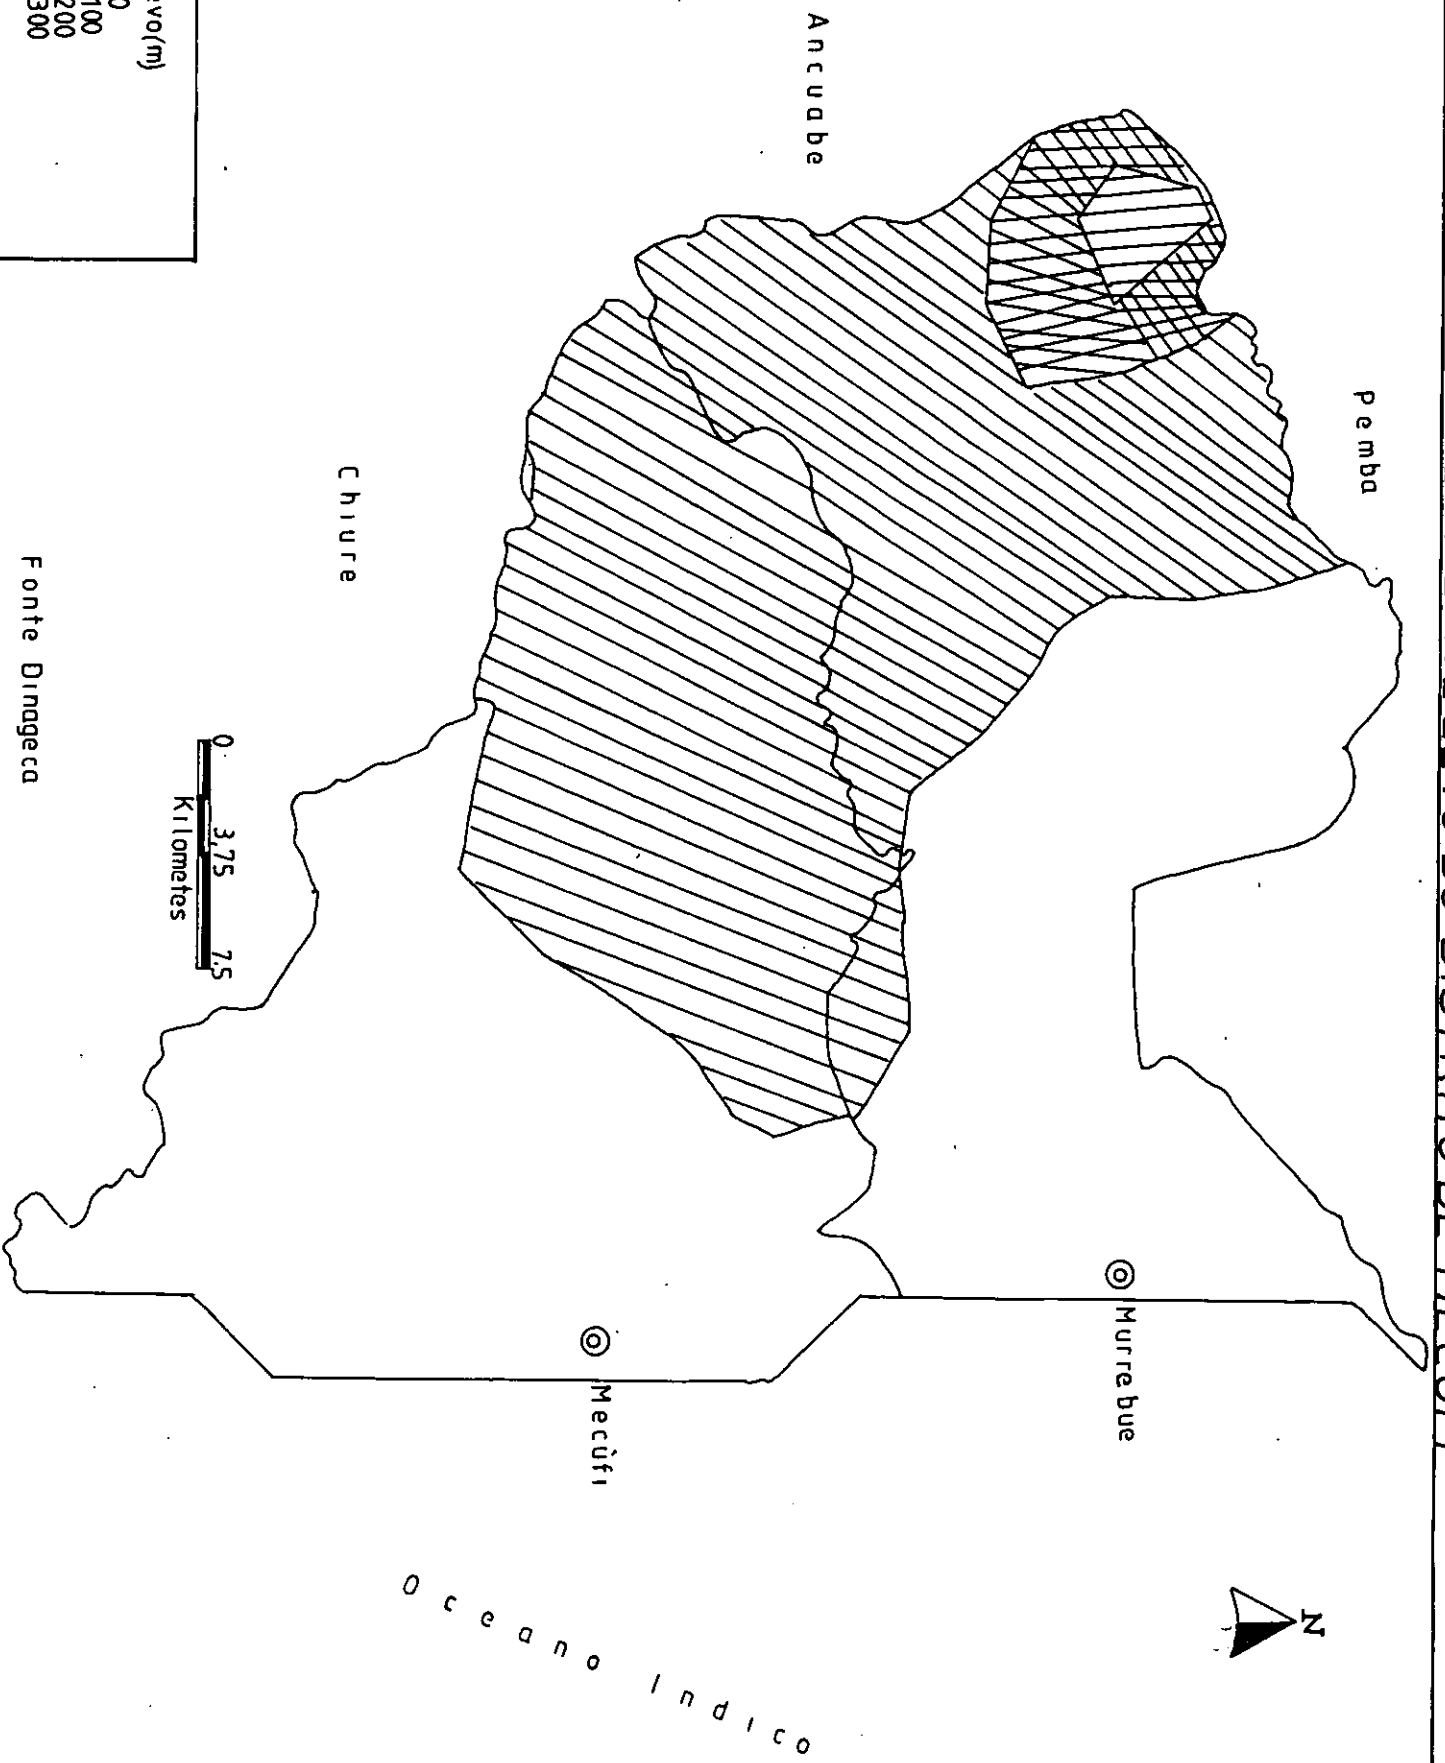 N
Pemba
Murrebue
Ancuabe
Mecùfi
Oceano Indico
Chiure
0 3,75 7,5
Kilometes
evo(m)
0
100
200
300
Fonte Dinageca